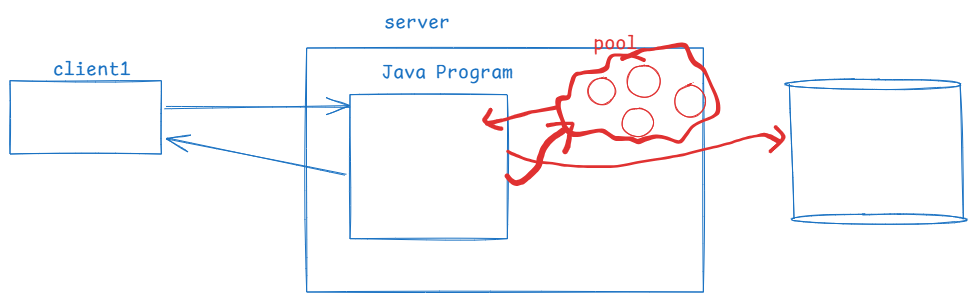 server
pool
client1
Java Program